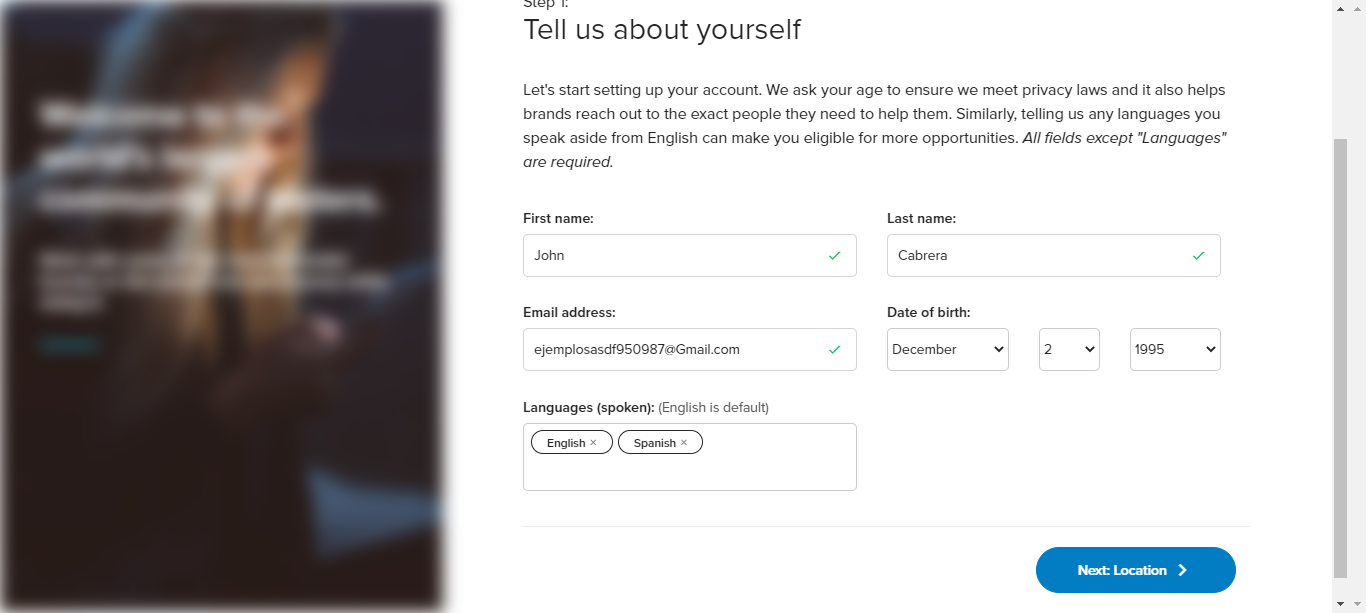 Step 1:
Tell us about yourself
Let's start setting up your account. We ask your age to ensure we meet privacy laws and it also helps
brands reach out to the exact people they need to help them. Similarly, telling us any languages you
speak aside from English can make you eligible for more opportunities. All fields except "Languages"
are required.
First name:
Last name:
John
Cabrera
Email address:
Date of birth:
ejemplosasdf950987@Gmail.com
December
2
1995
Languages (spoken): (English is default)
English ×
Spanish ×
Next: Location